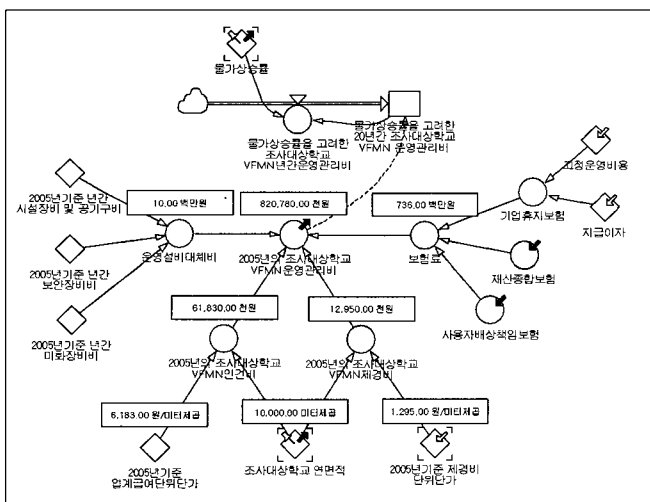 물가상승률
물가상승률을 고려한
조사대상학교
VFMN년간운영관리비
물가상승률을 고려한
20년간 조사대상학교
VFMN 운영관리비
고정운영비용
지급이자
기업휴지보험
재산종합보험
사용자배상책임보험
736,00 백만원
보험료
2005년기준 년간
시설장비 및 공기구비
10,00 백만원
820,780,00 천원
2005년기준 년간
보안장비비
운영설비대체비
2005년의 조사대상학교
VFMN운영관리비
2005년기준 년간
미화장비비
61,830,00 천원
12,950,00 천원
2005년의 조사대상학교
VFMN인건비
2005년의 조사대상학교
VFMN제경비
6,183,00 원/미터제곱
10,000,00 미터제곱
1,295,00 원/미터제곱
2005년기준
업계급여단위단가
조사대상학교 연면적
2005년기준 제경비
단위단가